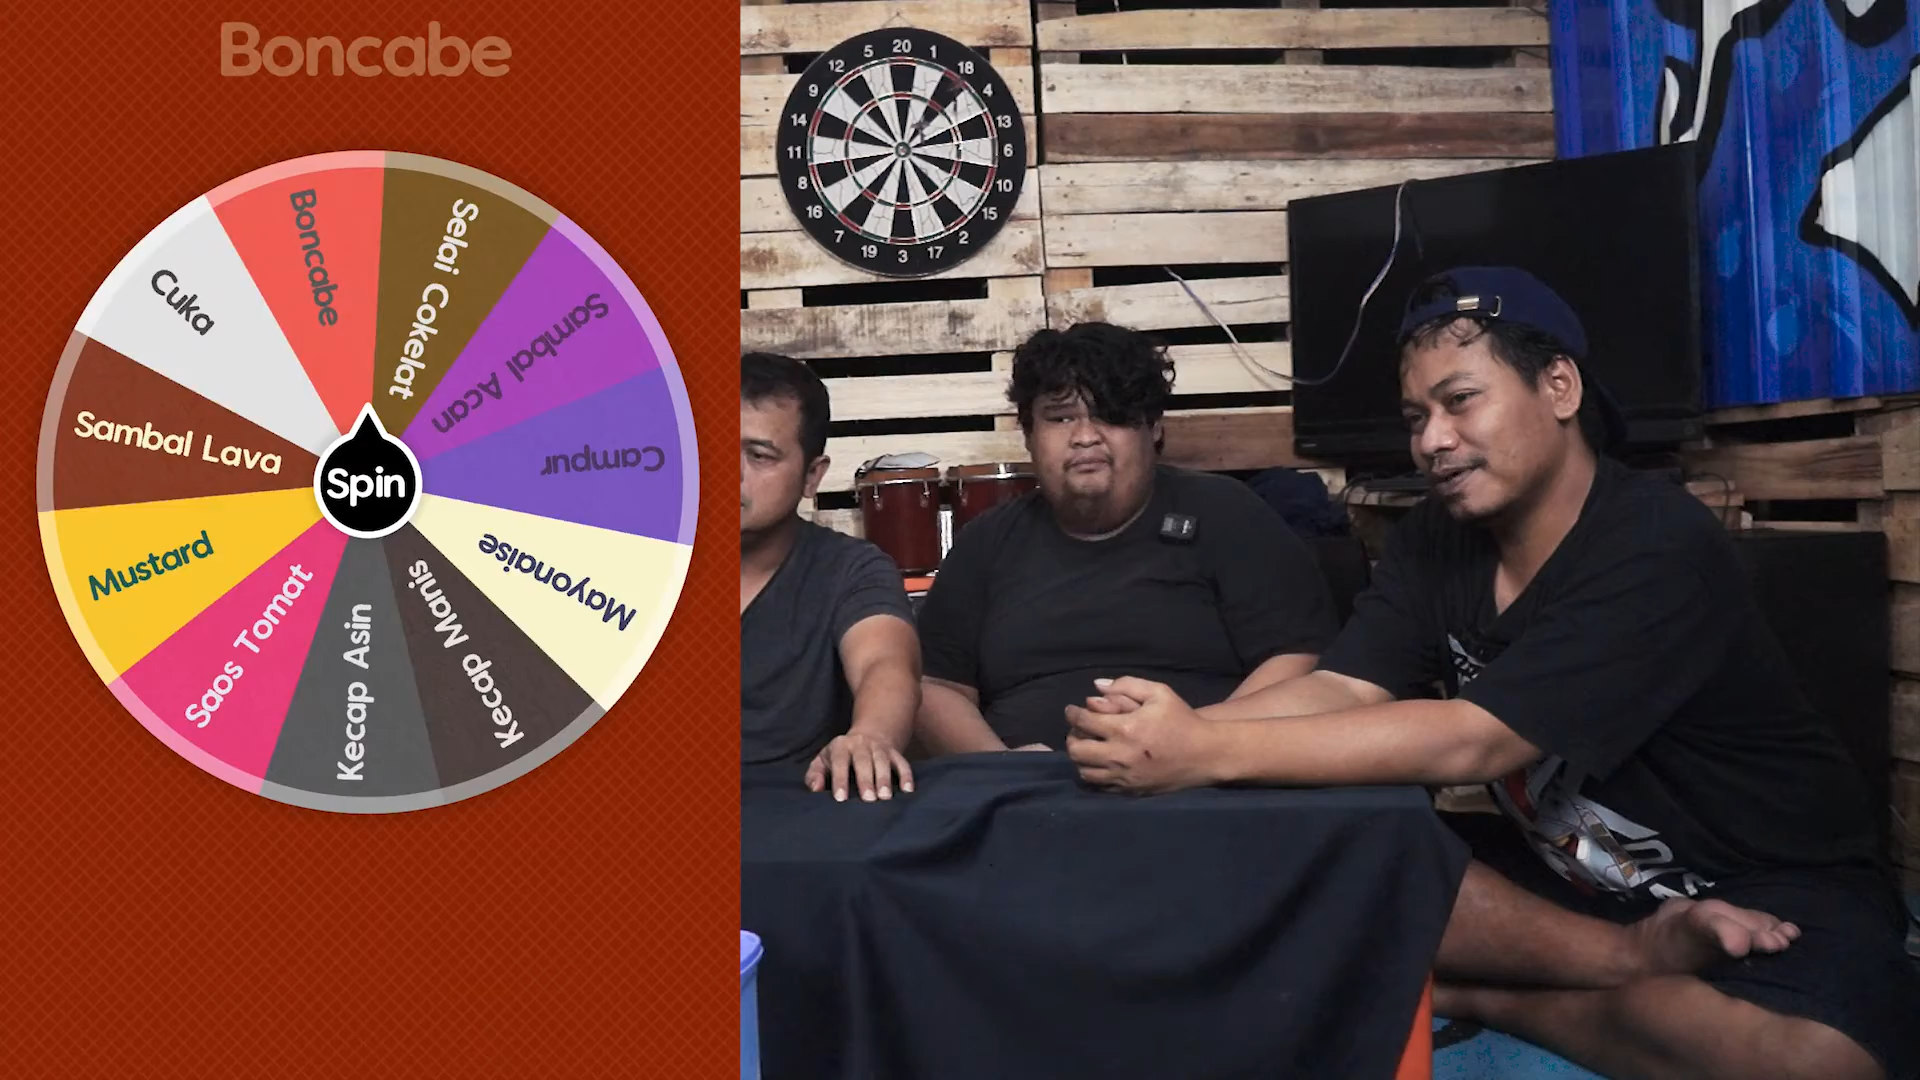 Boncabe
Boncabe
Selai Cokelat
Sambal Acan
Campur
Mayonaise
Kecap Manis
Kecap Asin
Saos Tomat
Mustard
Sambal Lava
Cuka
Spin
20
1
18
4
13
6
10
15
2
17
3
19
7
16
8
11
14
9
12
5